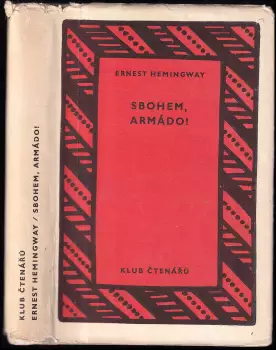 KLUB ČTENÁŘŮ
ERNEST HEMINGWAY / SBOHEM, ARMÁDO!
ERNEST HEMINGWAY
SBOHEM,
ARMÁDO!
KLUB ČTENÁŘŮ